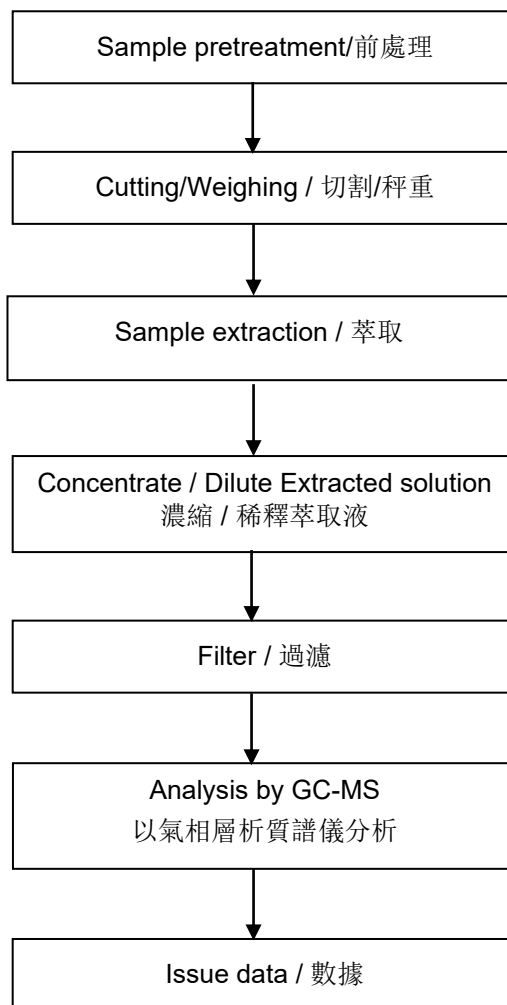 Sample pretreatment/前處理
Cutting/Weighing / 切割/秤重
Sample extraction / 萃取
Concentrate / Dilute Extracted solution
濃縮 / 稀釋萃取液
Filter / 過濾
Analysis by GC-MS
以氣相層析質譜儀分析
Issue data / 數據